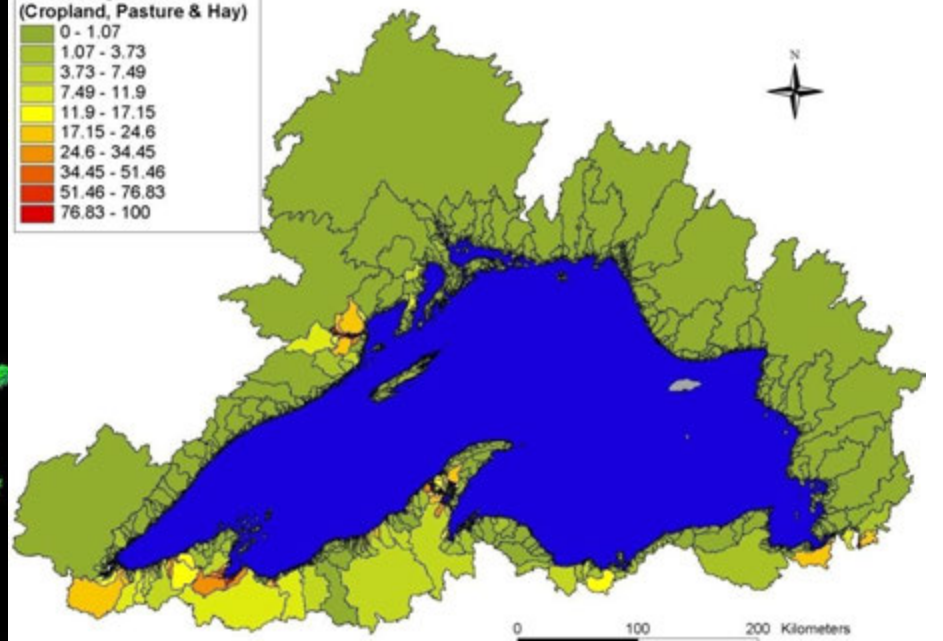 (Cropland, Pasture & Hay)
0 - 1.07
1.07 - 3.73
3.73 - 7.49
7.49 - 11.9
11.9 - 17.15
17.15 - 24.6
24.6 - 34.45
34.45 - 51.46
51.46 - 76.83
76.83 - 100
N
0 100 200 Kilometers